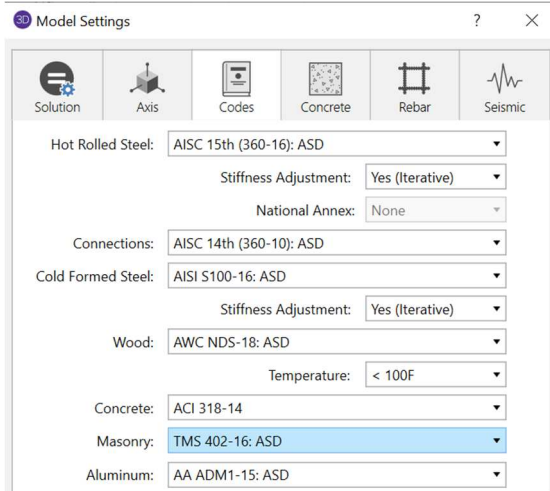 3D Model Settings ? ×
Solution Axis Codes Concrete Rebar Seismic
Hot Rolled Steel: AISC 15th (360-16): ASD
Stiffness Adjustment: Yes (Iterative)
National Annex: None
Connections: AISC 14th (360-10): ASD
Cold Formed Steel: AISI S100-16: ASD
Stiffness Adjustment: Yes (Iterative)
Wood: AWC NDS-18: ASD
Temperature: < 100F
Concrete: ACI 318-14
Masonry: TMS 402-16: ASD
Aluminum: AA ADM1-15: ASD